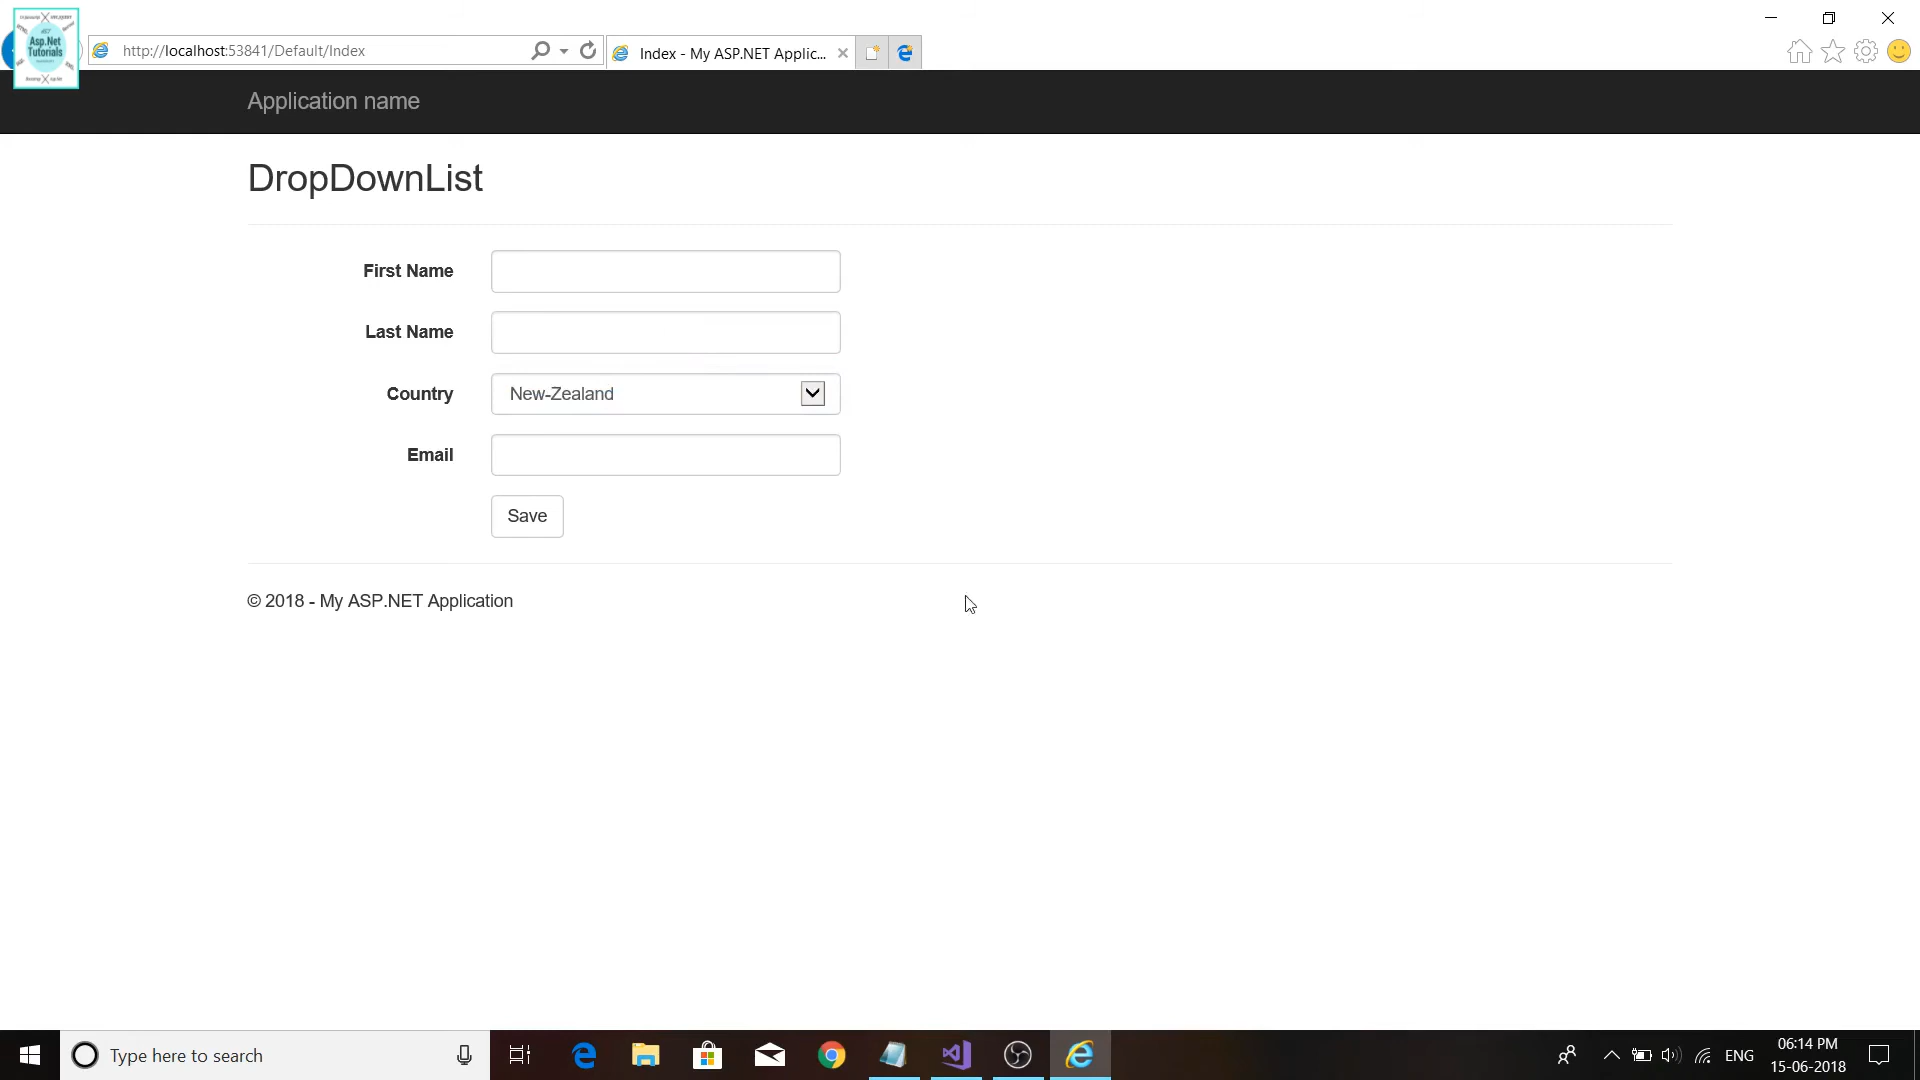 Asp.Net
Tutorials
http://localhost:53841/Default/Index
Index - My ASP.NET Applic...
Application name
DropDownList
First Name
Last Name
Country
New-Zealand
Email
Save
© 2018 - My ASP.NET Application
Type here to search
ENG
06:14 PM
15-06-2018